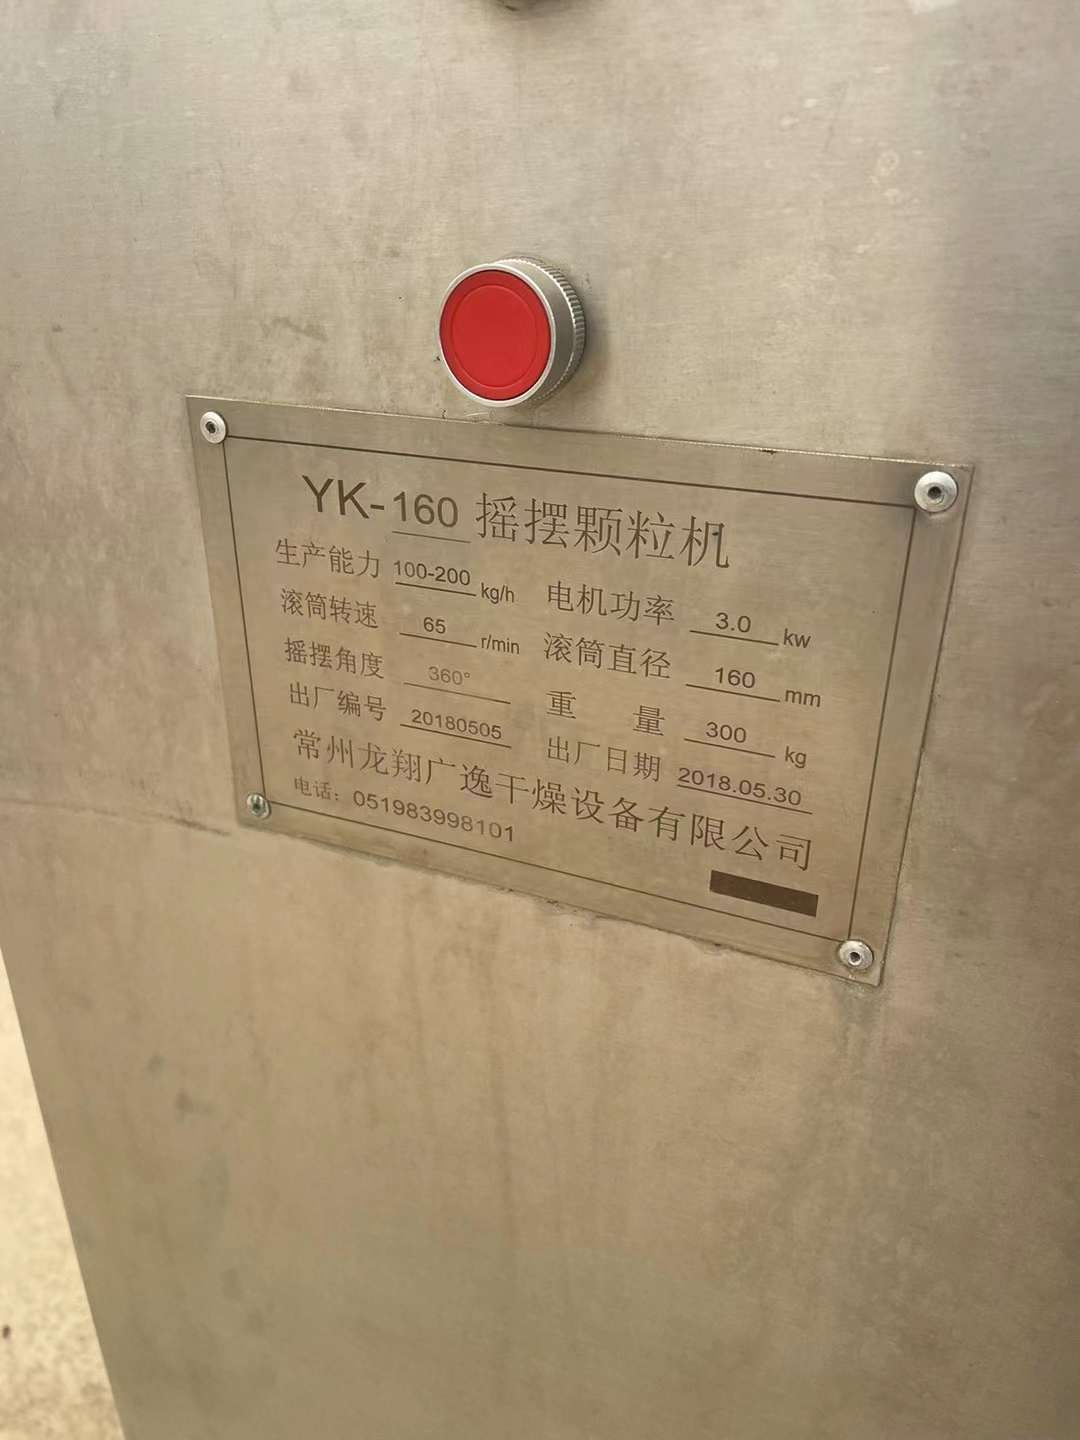 YK-160 摇摆颗粒机
生产能力 100-200 kg/h 电机功率 3.0 kw
滚筒转速 65 r/min 滚筒直径 160 mm
摇摆角度 360° 重 量 300 kg
出厂编号 20180505 出厂日期 2018.05.30
常州龙翔广逸干燥设备有限公司
电话：051983998101